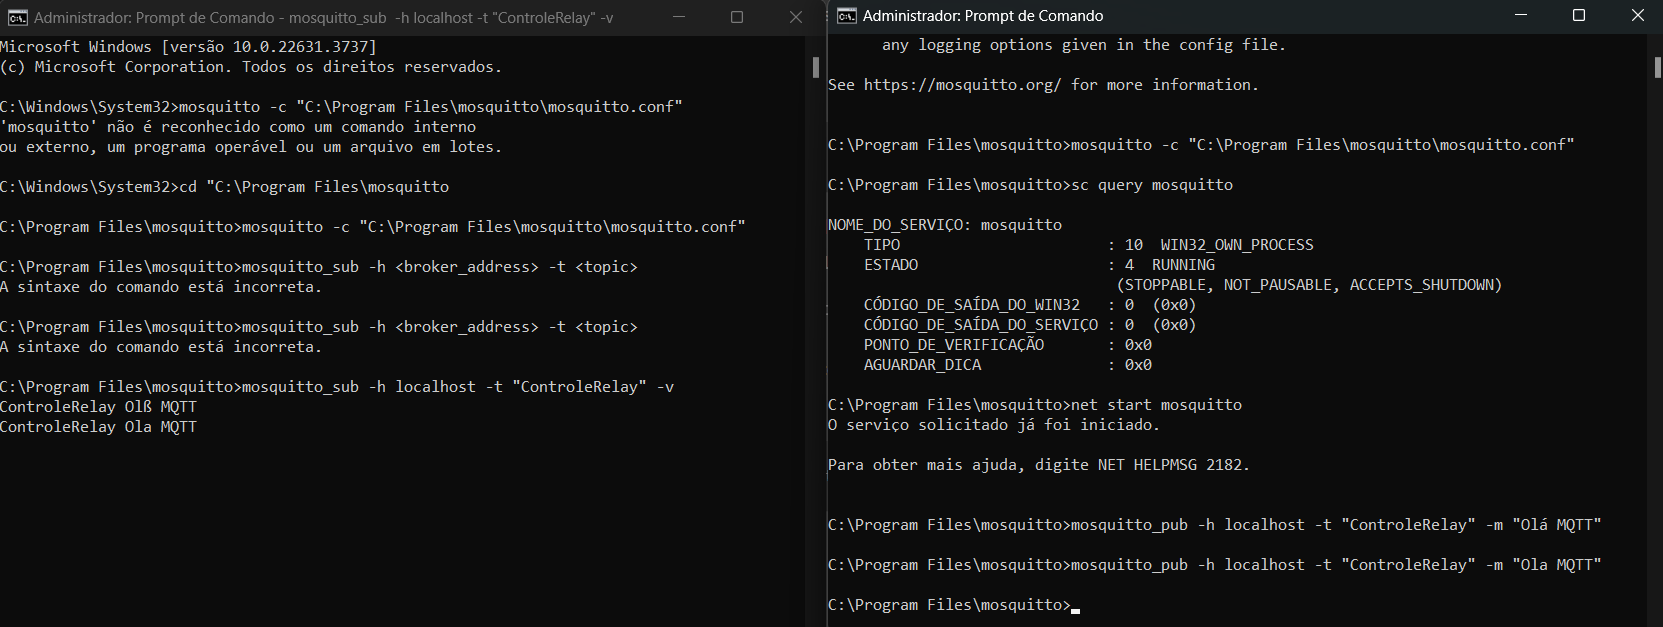 Administrador: Prompt de Comando - mosquitto_sub  -h localhost -t "ControleRelay" -v
Microsoft Windows [versão 10.0.22631.3737]
(c) Microsoft Corporation. Todos os direitos reservados.
C:\Windows\System32>mosquitto -c "C:\Program Files\mosquitto\mosquitto.conf"
'mosquitto' não é reconhecido como um comando interno
ou externo, um programa operável ou um arquivo em lotes.
C:\Windows\System32>cd "C:\Program Files\mosquitto
C:\Program Files\mosquitto>mosquitto -c "C:\Program Files\mosquitto\mosquitto.conf"
C:\Program Files\mosquitto>mosquitto_sub -h <broker_address> -t <topic>
A sintaxe do comando está incorreta.
C:\Program Files\mosquitto>mosquitto_sub -h <broker_address> -t <topic>
A sintaxe do comando está incorreta.
C:\Program Files\mosquitto>mosquitto_sub -h localhost -t "ControleRelay" -v
ControleRelay Olß MQTT
ControleRelay Ola MQTT
Administrador: Prompt de Comando
any logging options given in the config file.
See https://mosquitto.org/ for more information.
C:\Program Files\mosquitto>mosquitto -c "C:\Program Files\mosquitto\mosquitto.conf"
C:\Program Files\mosquitto>sc query mosquitto
NOME_DO_SERVIÇO: mosquitto
TIPO : 10  WIN32_OWN_PROCESS
ESTADO : 4  RUNNING
(STOPPABLE, NOT_PAUSABLE, ACCEPTS_SHUTDOWN)
CÓDIGO_DE_SAÍDA_DO_WIN32 : 0  (0x0)
CÓDIGO_DE_SAÍDA_DO_SERVIÇO : 0  (0x0)
PONTO_DE_VERIFICAÇÃO : 0x0
AGUARDAR_DICA : 0x0
C:\Program Files\mosquitto>net start mosquitto
O serviço solicitado já foi iniciado.
Para obter mais ajuda, digite NET HELPMSG 2182.
C:\Program Files\mosquitto>mosquitto_pub -h localhost -t "ControleRelay" -m "Olá MQTT"
C:\Program Files\mosquitto>mosquitto_pub -h localhost -t "ControleRelay" -m "Ola MQTT"
C:\Program Files\mosquitto>